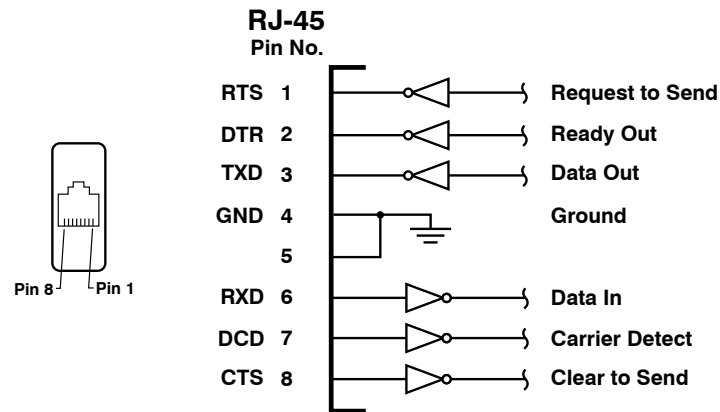 RJ-45
Pin No.
RTS 1 Request to Send
DTR 2 Ready Out
TXD 3 Data Out
GND 4 Ground
5
RXD 6 Data In
DCD 7 Carrier Detect
CTS 8 Clear to Send
Pin 8 Pin 1